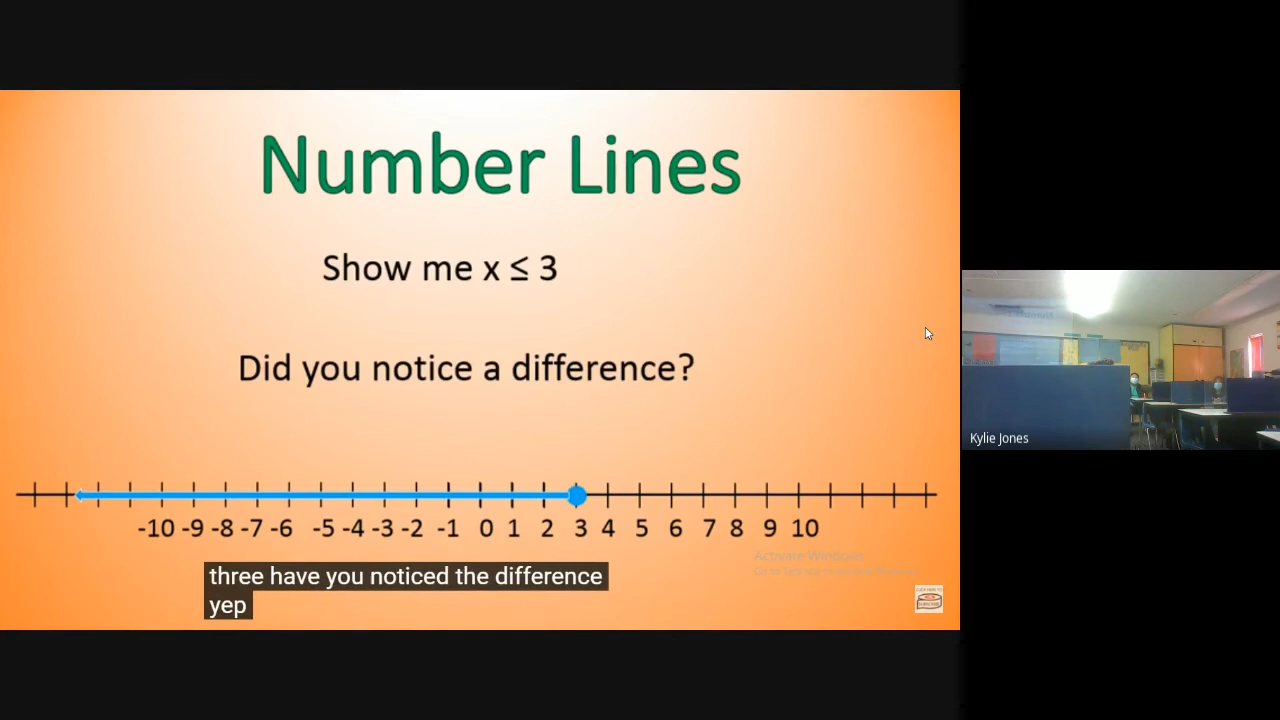 Number Lines
Show me x ≤ 3
Did you notice a difference?
-10 -9 -8 -7 -6 -5 -4 -3 -2 -1 0 1 2 3 4 5 6 7 8 9 10
Activate Windows
three have you noticed the difference
yep
Kylie Jones